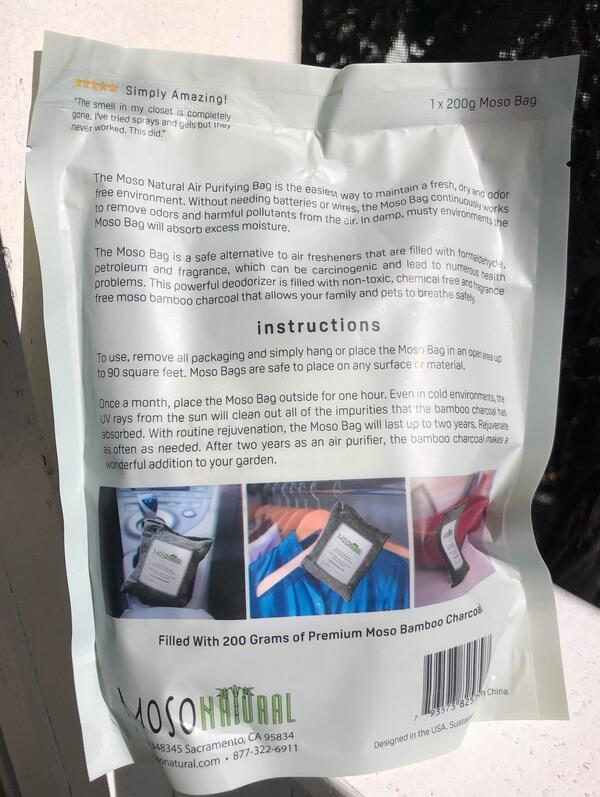 Simply Amazing!
"The smell in my closet is completely
gone. I've tried sprays and gels but they
never worked. This did."
1 x 200g Moso Bag
The Moso Natural Air Purifying Bag is the easiest way to maintain a fresh, dry and odor
free environment. Without needing batteries or wires, the Moso Bag continuously works
to remove odors and harmful pollutants from the air. In damp, musty environments the
Moso Bag will absorb excess moisture.
The Moso Bag is a safe alternative to air fresheners that are filled with formaldehyde,
petroleum and fragrance, which can be carcinogenic and lead to numerous health
problems. This powerful deodorizer is filled with non-toxic, chemical free and fragrance
free moso bamboo charcoal that allows your family and pets to breathe safely.
instructions
To use, remove all packaging and simply hang or place the Moso Bag in an open area up
to 90 square feet. Moso Bags are safe to place on any surface or material.
Once a month, place the Moso Bag outside for one hour. Even in cold environments, the
UV rays from the sun will clean out all of the impurities that the bamboo charcoal has
absorbed. With routine rejuvenation, the Moso Bag will last up to two years. Rejuvenate
as often as needed. After two years as an air purifier, the bamboo charcoal makes a
wonderful addition to your garden.
MOSO NATURAL
Filled With 200 Grams of Premium Moso Bamboo Charcoal
MOSO NATURAL
48345 Sacramento, CA 95834
sonatural.com • 877-322-6911
7 93573 825
Designed in the USA. in China.